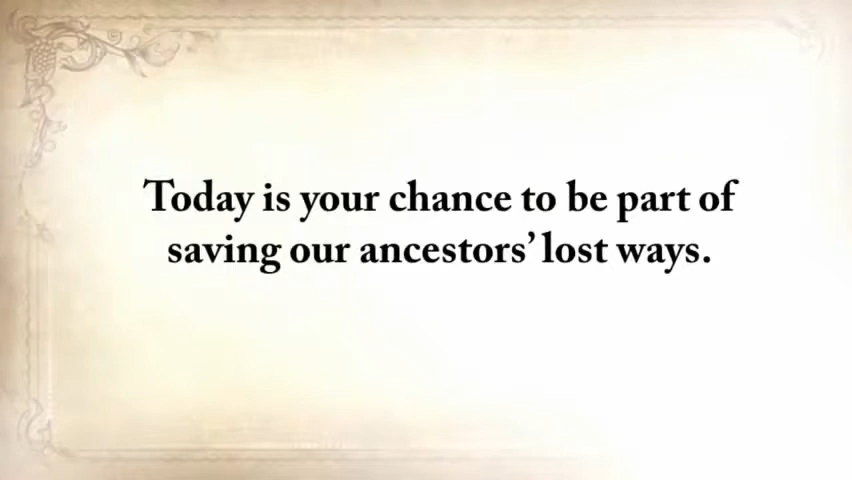 Today is your chance to be part of
saving our ancestors’ lost ways.